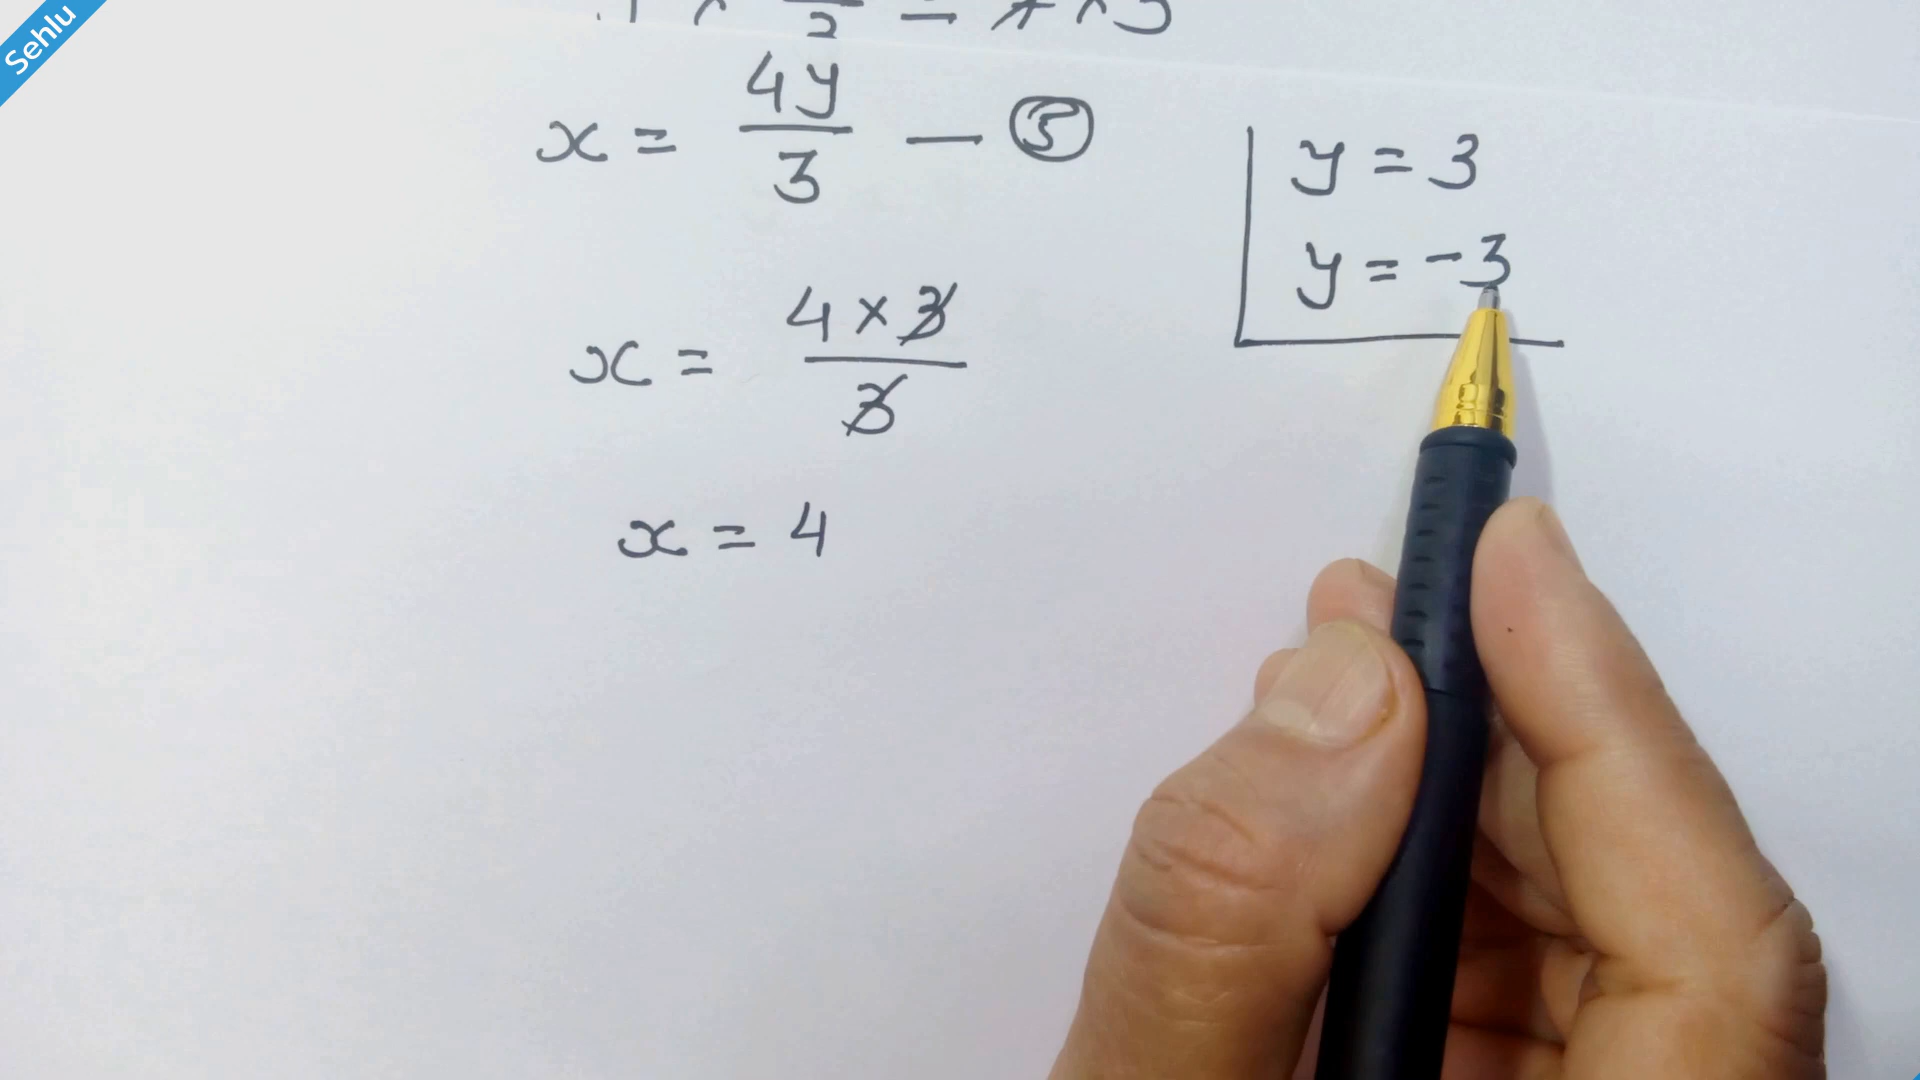 Sehlu
x = 4y/3 — ⑤
y = 3
y = -3
x = 4 × 3/3
x = 4